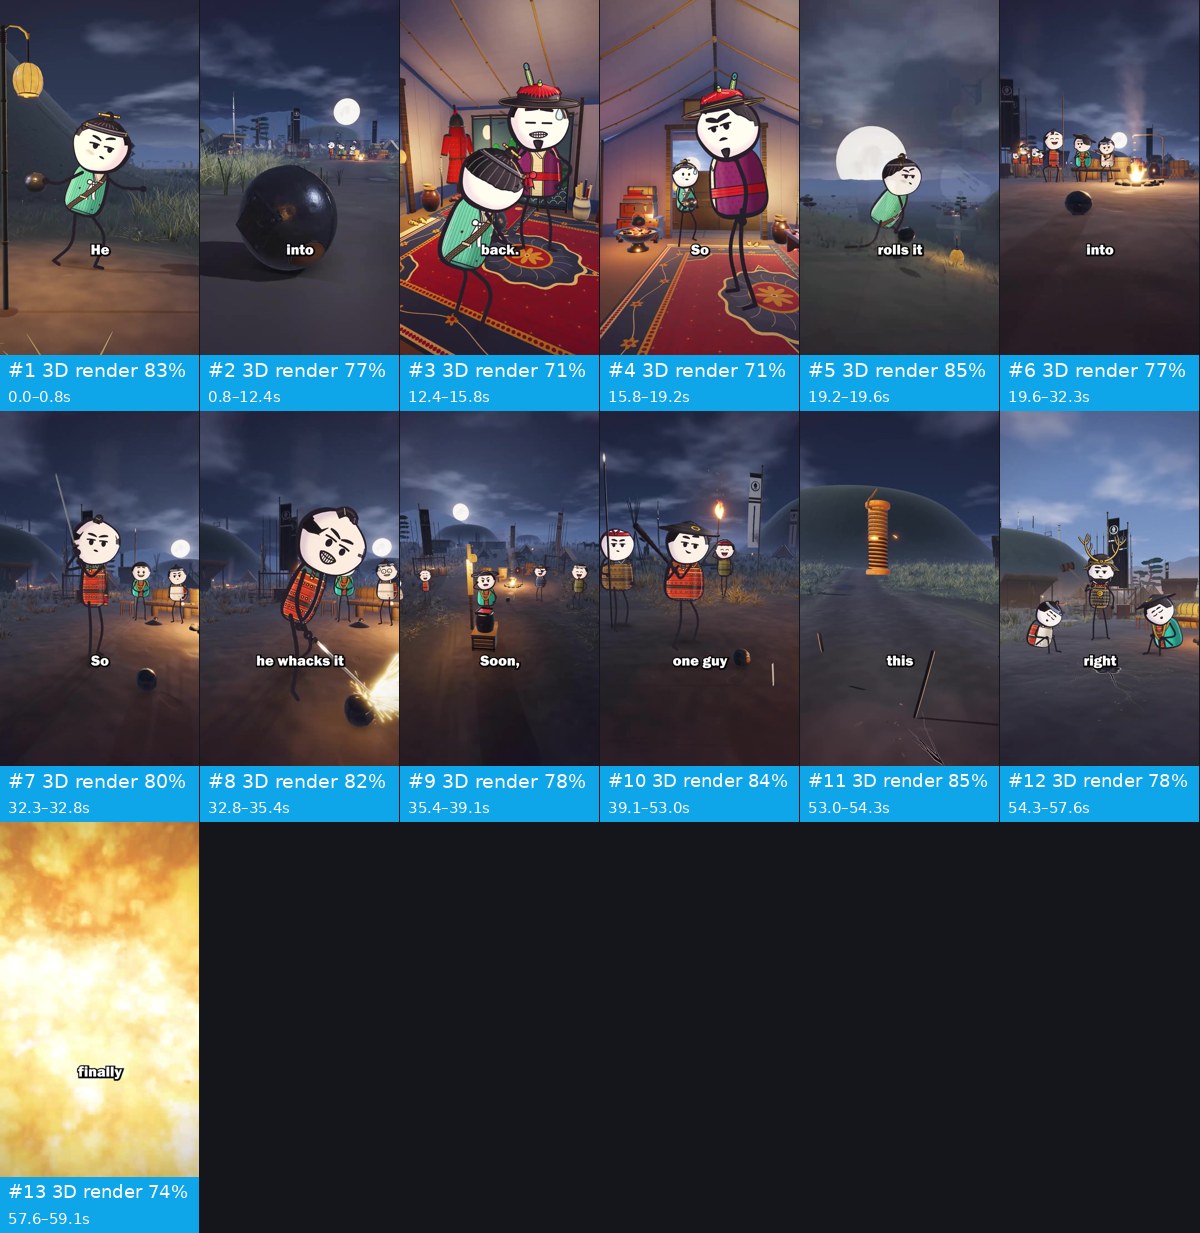 He
into
back.
So
rolls it
into
#1 3D render 83%
#2 3D render 77%
#3 3D render 71%
#4 3D render 71%
#5 3D render 85%
#6 3D render 77%
0.0–0.8s
0.8–12.4s
12.4–15.8s
15.8–19.2s
19.2–19.6s
19.6–32.3s
So
he whacks it
Soon,
one guy
this
right
#7 3D render 80%
#8 3D render 82%
#9 3D render 78%
#10 3D render 84%
#11 3D render 85%
#12 3D render 78%
32.3–32.8s
32.8–35.4s
35.4–39.1s
39.1–53.0s
53.0–54.3s
54.3–57.6s
finally
#13 3D render 74%
57.6–59.1s